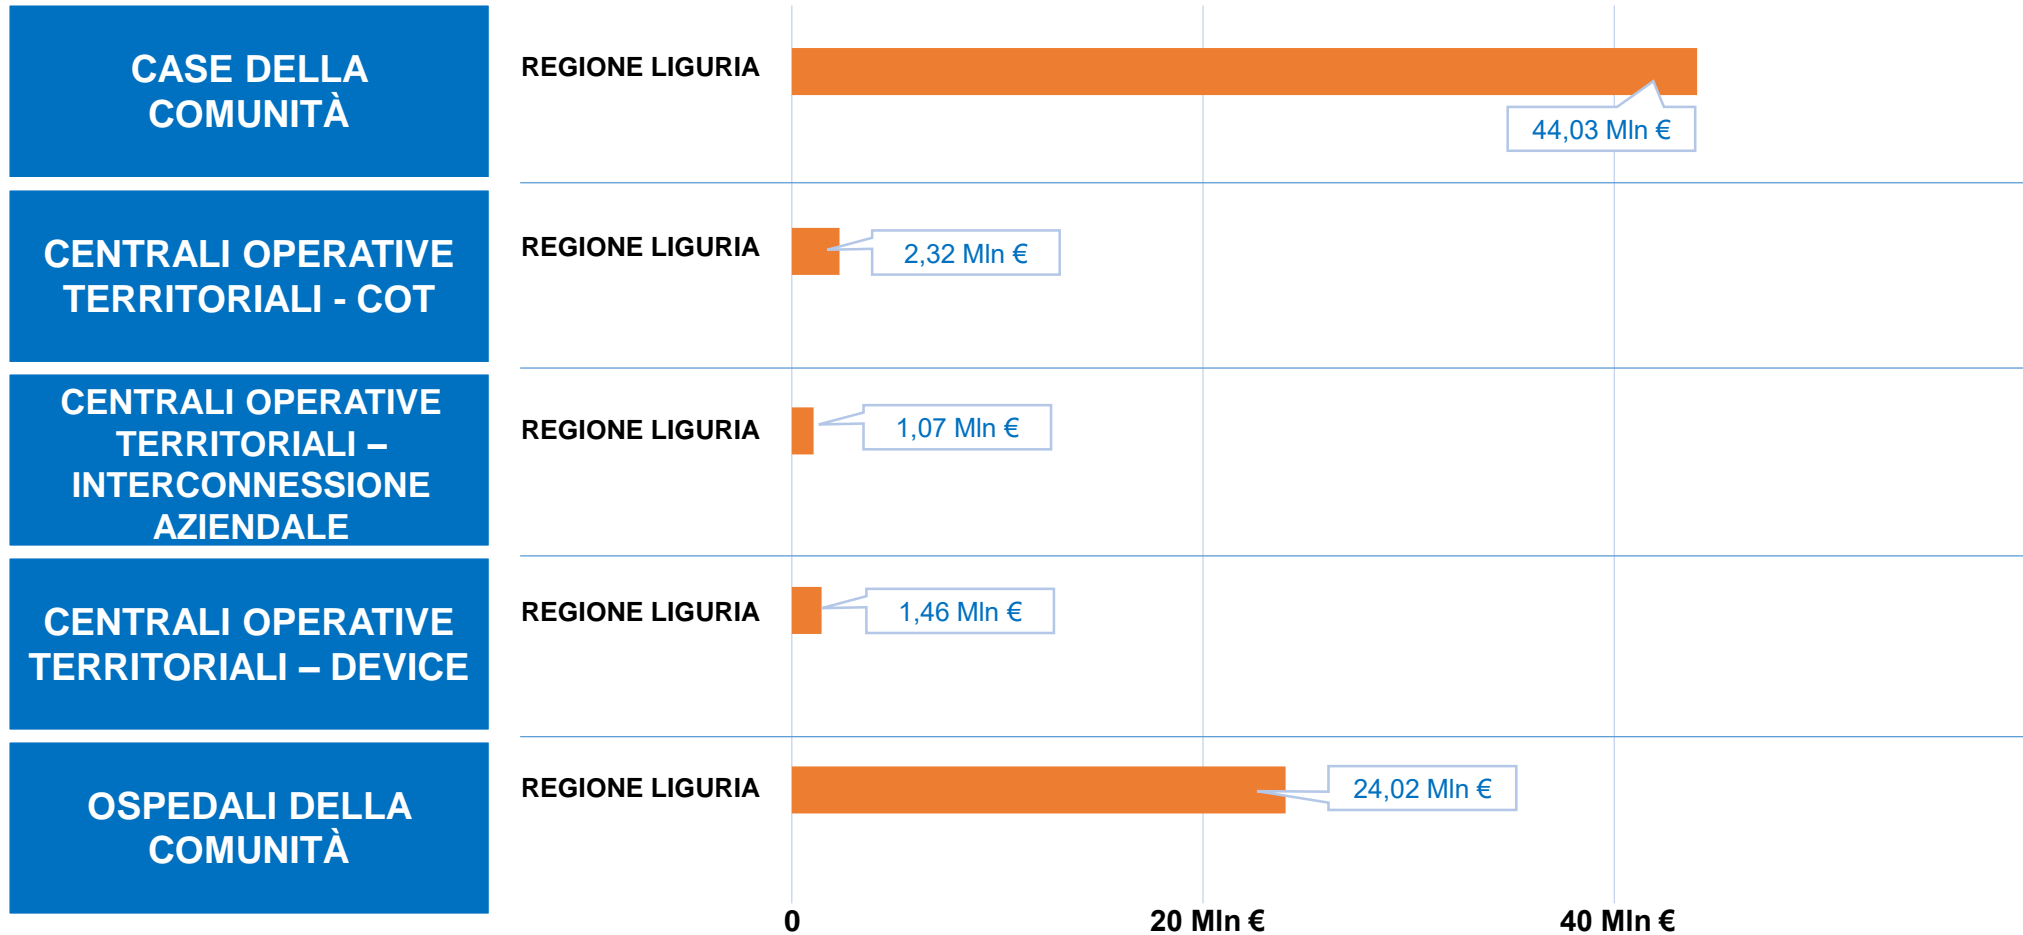 CASE DELLA
COMUNITÀ
REGIONE LIGURIA
44,03 Mln €
CENTRALI OPERATIVE
TERRITORIALI - COT
REGIONE LIGURIA
2,32 Mln €
CENTRALI OPERATIVE
TERRITORIALI –
INTERCONNESSIONE
AZIENDALE
REGIONE LIGURIA
1,07 Mln €
CENTRALI OPERATIVE
TERRITORIALI – DEVICE
REGIONE LIGURIA
1,46 Mln €
OSPEDALI DELLA
COMUNITÀ
REGIONE LIGURIA
24,02 Mln €
0 20 Mln € 40 Mln €